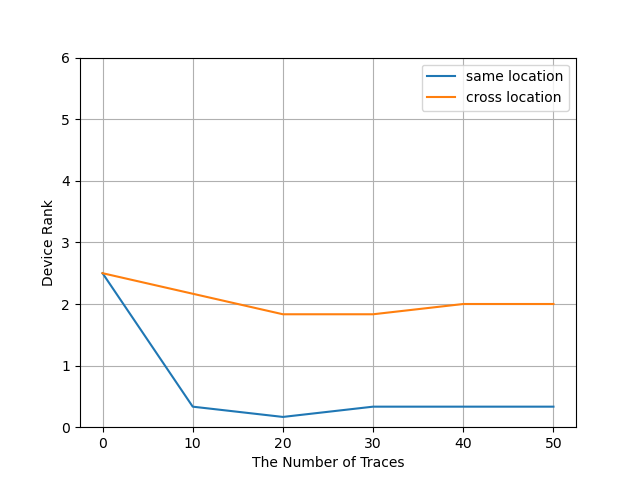 same location
cross location
6
5
4
3
2
1
0
Device Rank
0 10 20 30 40 50
The Number of Traces